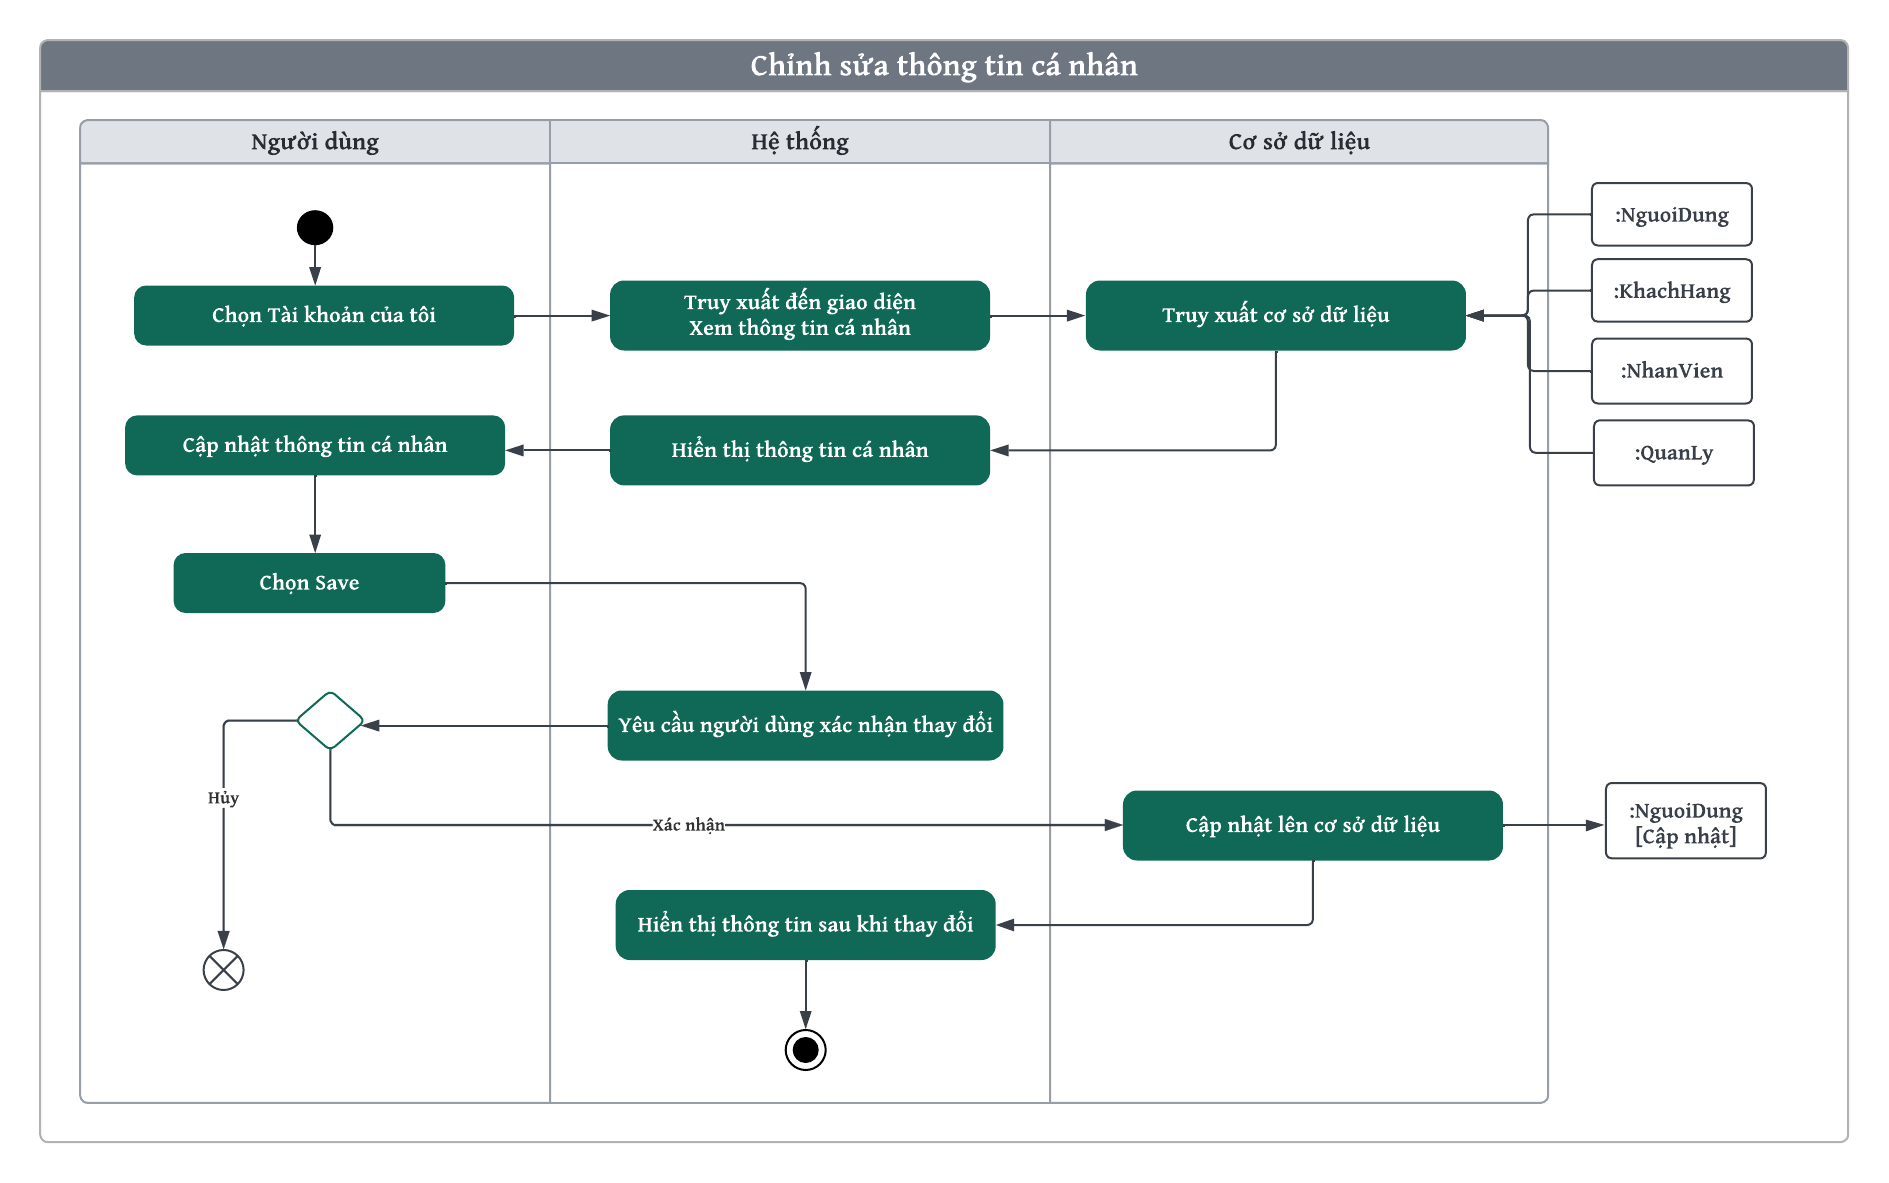 Chỉnh sửa thông tin cá nhân
Người dùng
Hệ thống
Cơ sở dữ liệu
:NguoiDung
:KhachHang
Chọn Tài khoản của tôi
Truy xuất đến giao diện
Xem thông tin cá nhân
Truy xuất cơ sở dữ liệu
:NhanVien
Cập nhật thông tin cá nhân
Hiển thị thông tin cá nhân
:QuanLy
Chọn Save
Yêu cầu người dùng xác nhận thay đổi
Hủy
Xác nhận
Cập nhật lên cơ sở dữ liệu
:NguoiDung
[Cập nhật]
Hiển thị thông tin sau khi thay đổi